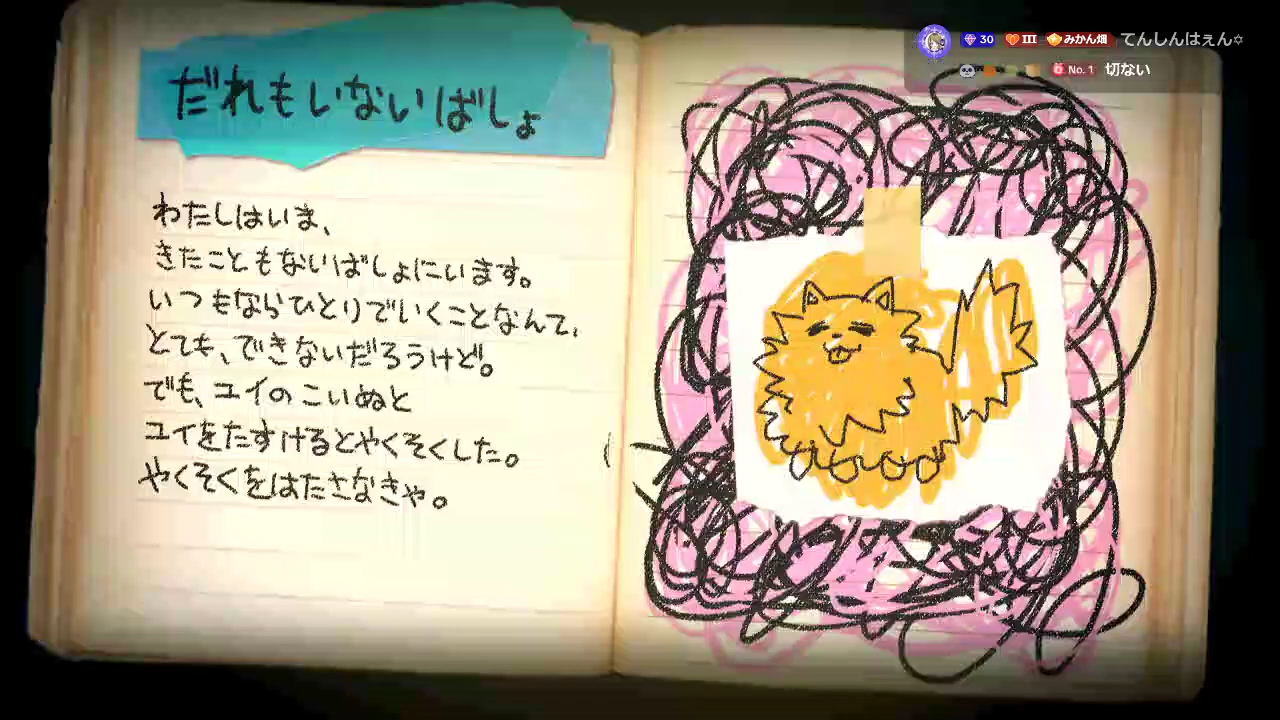 だれもいないばしょ
わたしはいま、
きたこともないばしょにいます。
いつもならひとりでいくことなんて、
とても、できないだろうけど。
でも、ユイのこいぬと
ユイをたすけるとやくそくした。
やくそくをはたさなきゃ。
30 III みかん畑 てんしんはぇん✡
No.1 切ない